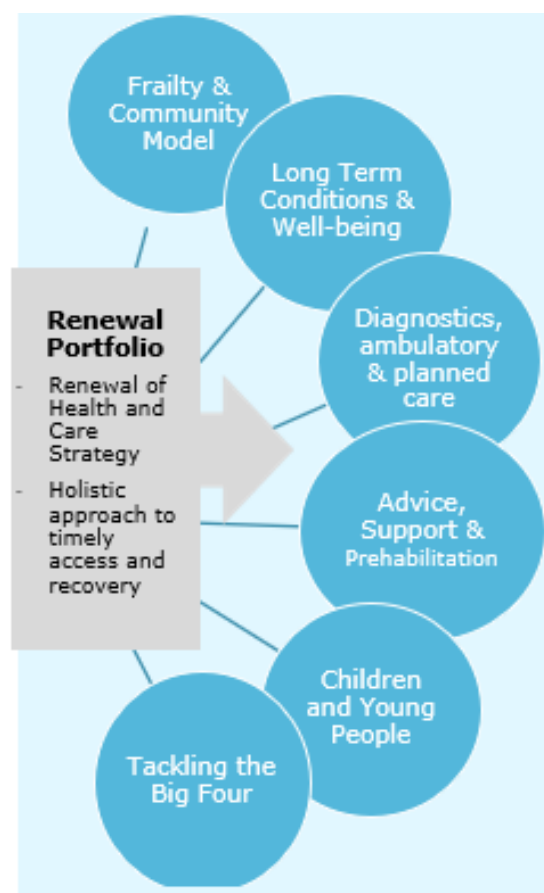 Frailty &
Community
Model
Long Term
Conditions &
Well-being
Diagnostics,
ambulatory
& planned
care
Advice,
Support &
Prehabilitation
Children
and Young
People
Tackling the
Big Four
Renewal
Portfolio
- Renewal of
Health and
Care
Strategy
- Holistic
approach to
timely
access and
recovery